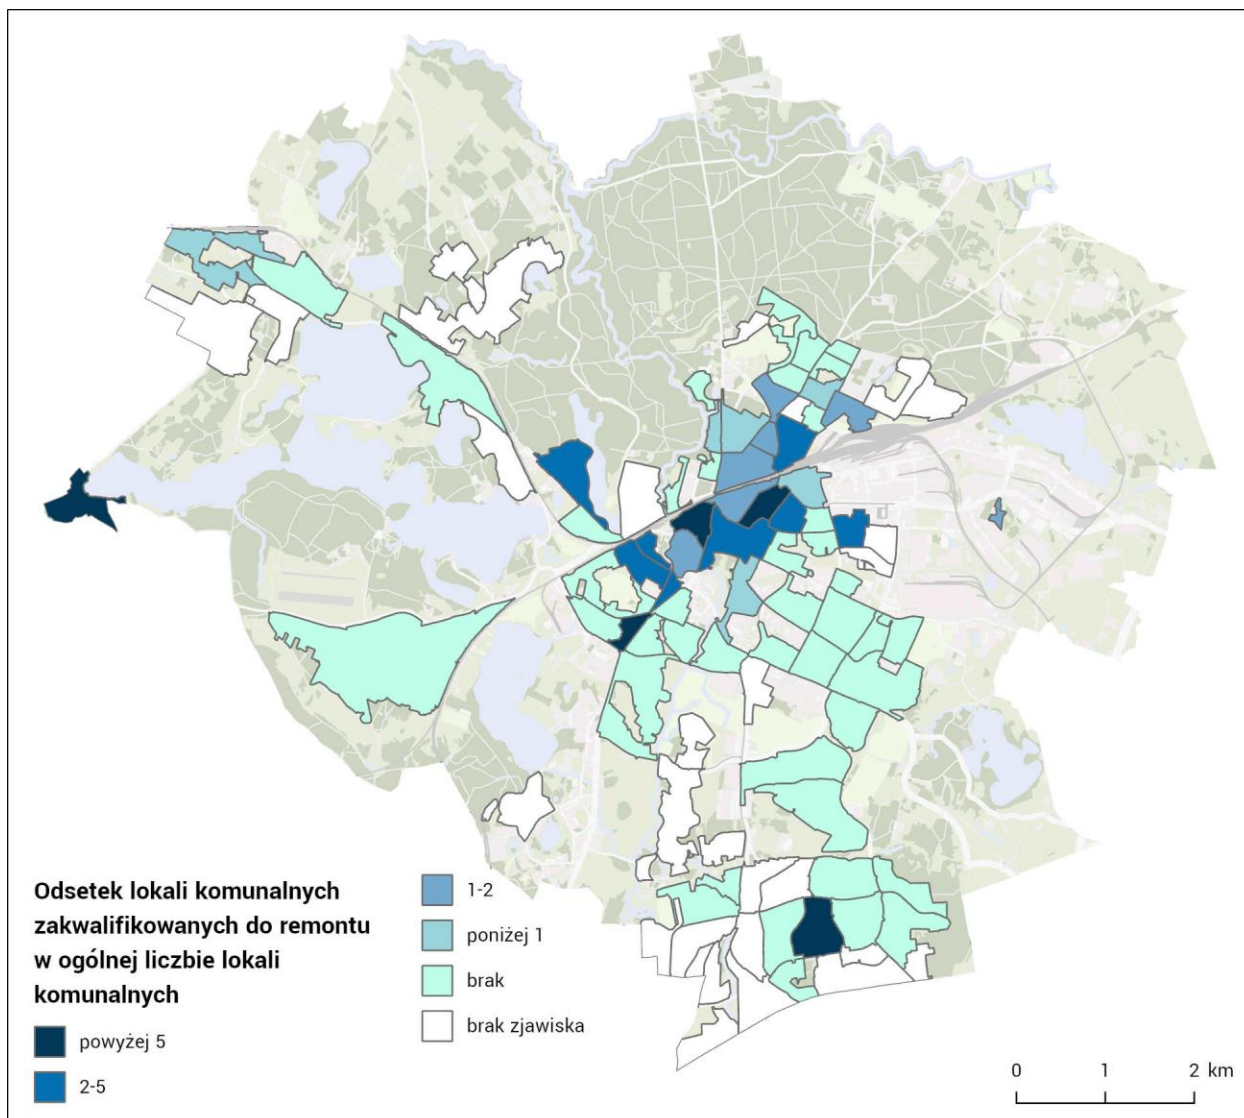 Odsetek lokali komunalnych
zakwalifikowanych do remontu
w ogólnej liczbie lokali
komunalnych
powyżej 5
2-5
1-2
poniżej 1
brak
brak zjawiska
0 1 2 km